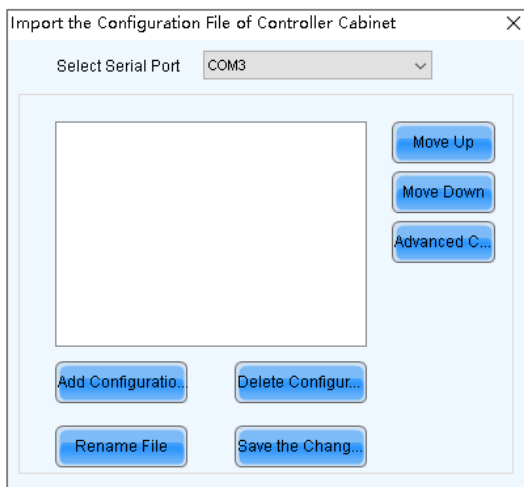 Import the Configuration File of Controller Cabinet
Select Serial Port COM3
Move Up
Move Down
Advanced C...
Add Configuratio...
Delete Configur...
Rename File
Save the Chang...